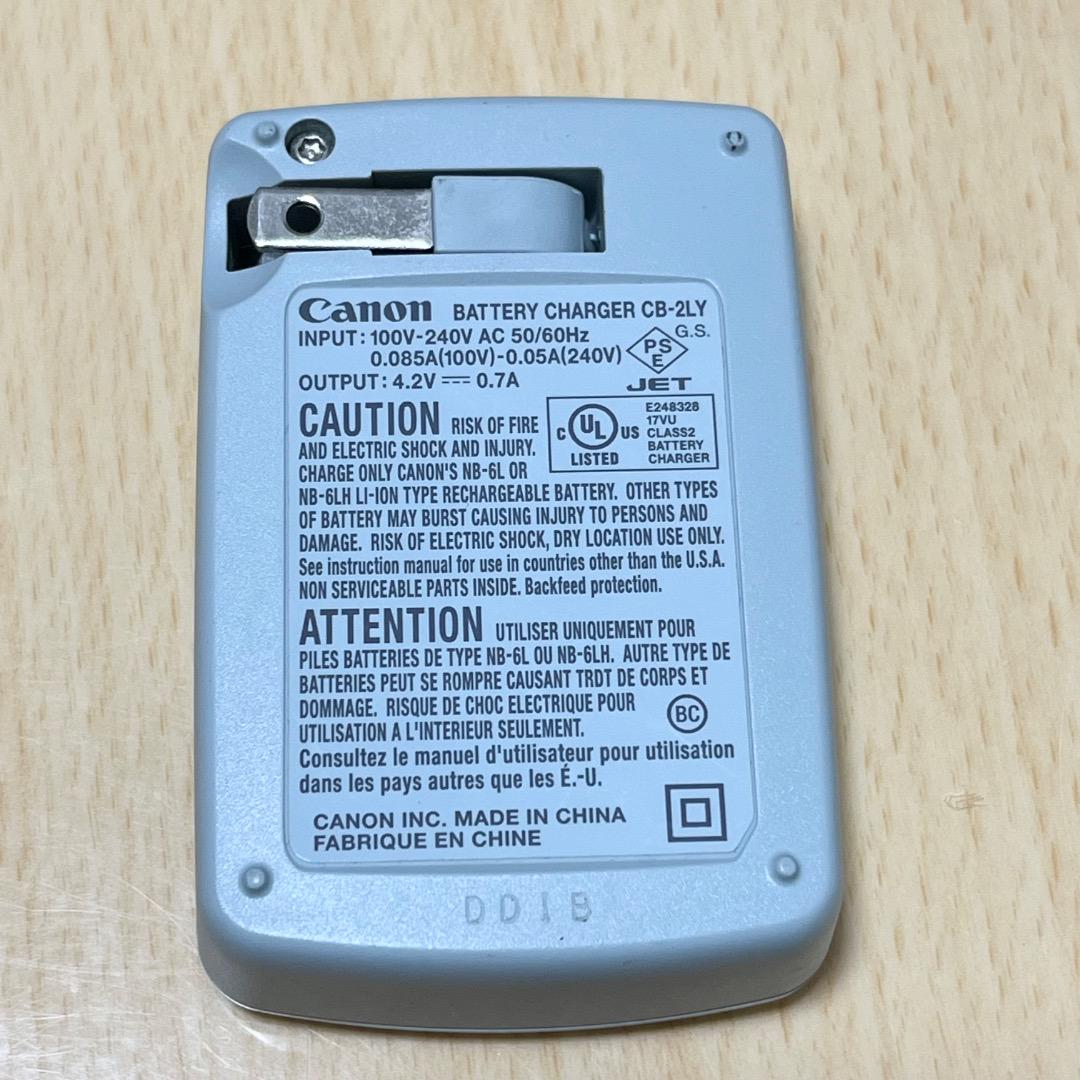 Canon BATTERY CHARGER CB-2LY
INPUT: 100V-240V AC 50/60Hz
0.085A(100V)-0.05A(240V)
PS
E
G.S.
JET
OUTPUT: 4.2V ⎓ 0.7A
CAUTION RISK OF FIRE
AND ELECTRIC SHOCK AND INJURY.
CHARGE ONLY CANON'S NB-6L OR
NB-6LH LI-ION TYPE RECHARGEABLE BATTERY. OTHER TYPES
OF BATTERY MAY BURST CAUSING INJURY TO PERSONS AND
DAMAGE. RISK OF ELECTRIC SHOCK, DRY LOCATION USE ONLY.
See instruction manual for use in countries other than the U.S.A.
NON SERVICEABLE PARTS INSIDE. Backfeed protection.
C UL US
LISTED
E248328
17VU
CLASS2
BATTERY
CHARGER
ATTENTION UTILISER UNIQUEMENT POUR
PILES BATTERIES DE TYPE NB-6L OU NB-6LH. AUTRE TYPE DE
BATTERIES PEUT SE ROMPRE CAUSANT TRDT DE CORPS ET
DOMMAGE. RISQUE DE CHOC ELECTRIQUE POUR
UTILISATION A L'INTERIEUR SEULEMENT.
BC
Consultez le manuel d'utilisateur pour utilisation
dans les pays autres que les É.-U.
CANON INC. MADE IN CHINA
FABRIQUE EN CHINE
DDIB